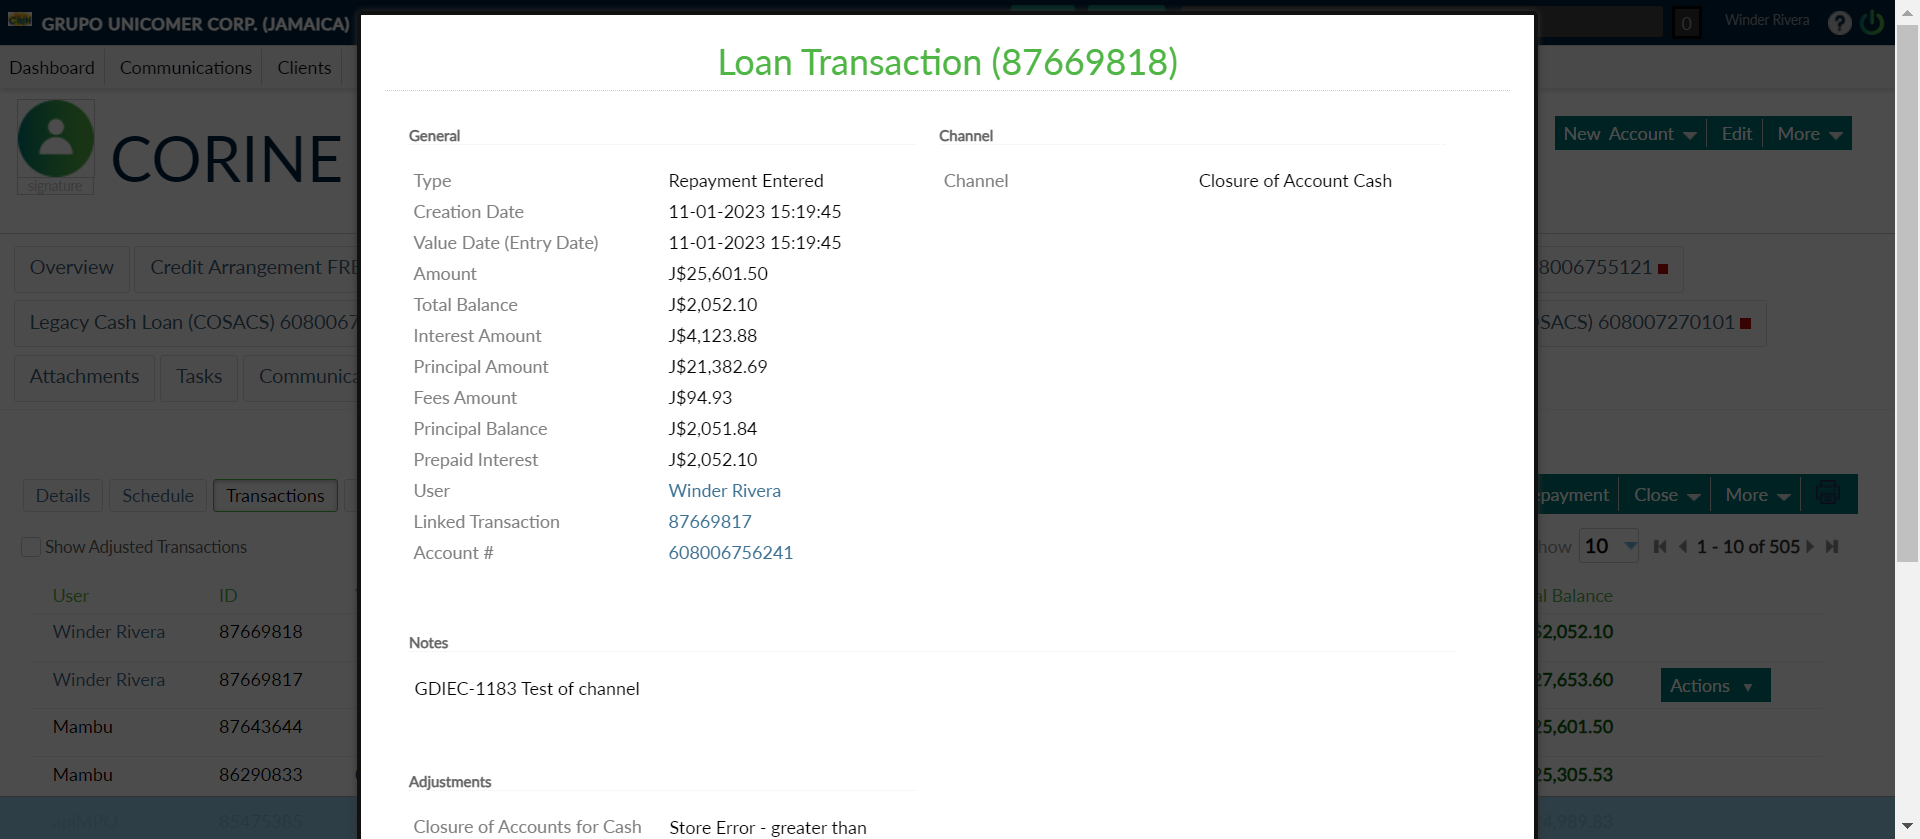 GRUPO UNICOMER CORP. (JAMAICA)
0
Winder Rivera
?
Dashboard
Communications
Clients
signature
CORINE
New Account
Edit
More
Overview
Credit Arrangement FRE
8006755121
Legacy Cash Loan (COSACS) 6080067
SACS) 608007270101
Attachments
Tasks
Communica
Details
Schedule
Transactions
payment
Close
More
Show Adjusted Transactions
how
10
1 - 10 of 505
User
ID
al Balance
Winder Rivera
87669818
2,052.10
Winder Rivera
87669817
27,653.60
Actions
Mambu
87643644
25,601.50
Mambu
86290833
25,305.53
85475385
4,989.83
Loan Transaction (87669818)
General
Channel
Type
Repayment Entered
Channel
Closure of Account Cash
Creation Date
11-01-2023 15:19:45
Value Date (Entry Date)
11-01-2023 15:19:45
Amount
J$25,601.50
Total Balance
J$2,052.10
Interest Amount
J$4,123.88
Principal Amount
J$21,382.69
Fees Amount
J$94.93
Principal Balance
J$2,051.84
Prepaid Interest
J$2,052.10
User
Winder Rivera
Linked Transaction
87669817
Account #
608006756241
Notes
GDIEC-1183 Test of channel
Adjustments
Closure of Accounts for Cash
Store Error - greater than